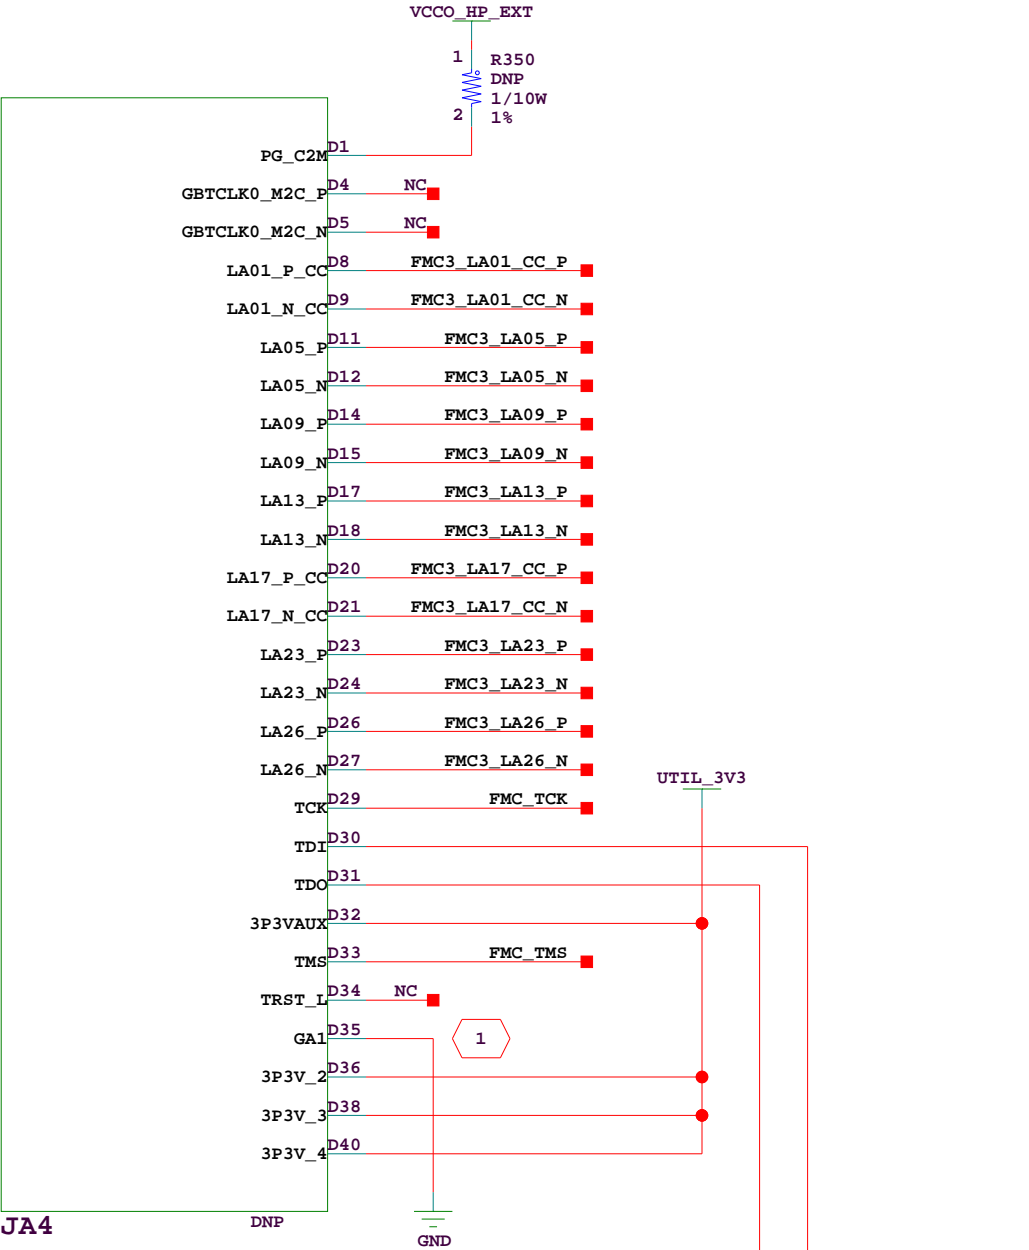 VCCO_HP_EXT
1
R350
DNP
1/10W
2
1%
PG_C2M D1
GBTCLK0_M2C_P D4 NC
GBTCLK0_M2C_N D5 NC
LA01_P_CC D8 FMC3_LA01_CC_P
LA01_N_CC D9 FMC3_LA01_CC_N
LA05_P D11 FMC3_LA05_P
LA05_N D12 FMC3_LA05_N
LA09_P D14 FMC3_LA09_P
LA09_N D15 FMC3_LA09_N
LA13_P D17 FMC3_LA13_P
LA13_N D18 FMC3_LA13_N
LA17_P_CC D20 FMC3_LA17_CC_P
LA17_N_CC D21 FMC3_LA17_CC_N
LA23_P D23 FMC3_LA23_P
LA23_N D24 FMC3_LA23_N
LA26_P D26 FMC3_LA26_P
LA26_N D27 FMC3_LA26_N
UTIL_3V3
TCK D29 FMC_TCK
TDI D30
TDO D31
3P3VAUX D32
TMS D33 FMC_TMS
TRST_L D34 NC
GA1 D35 1
3P3V_2 D36
3P3V_3 D38
3P3V_4 D40
JA4 DNP
GND